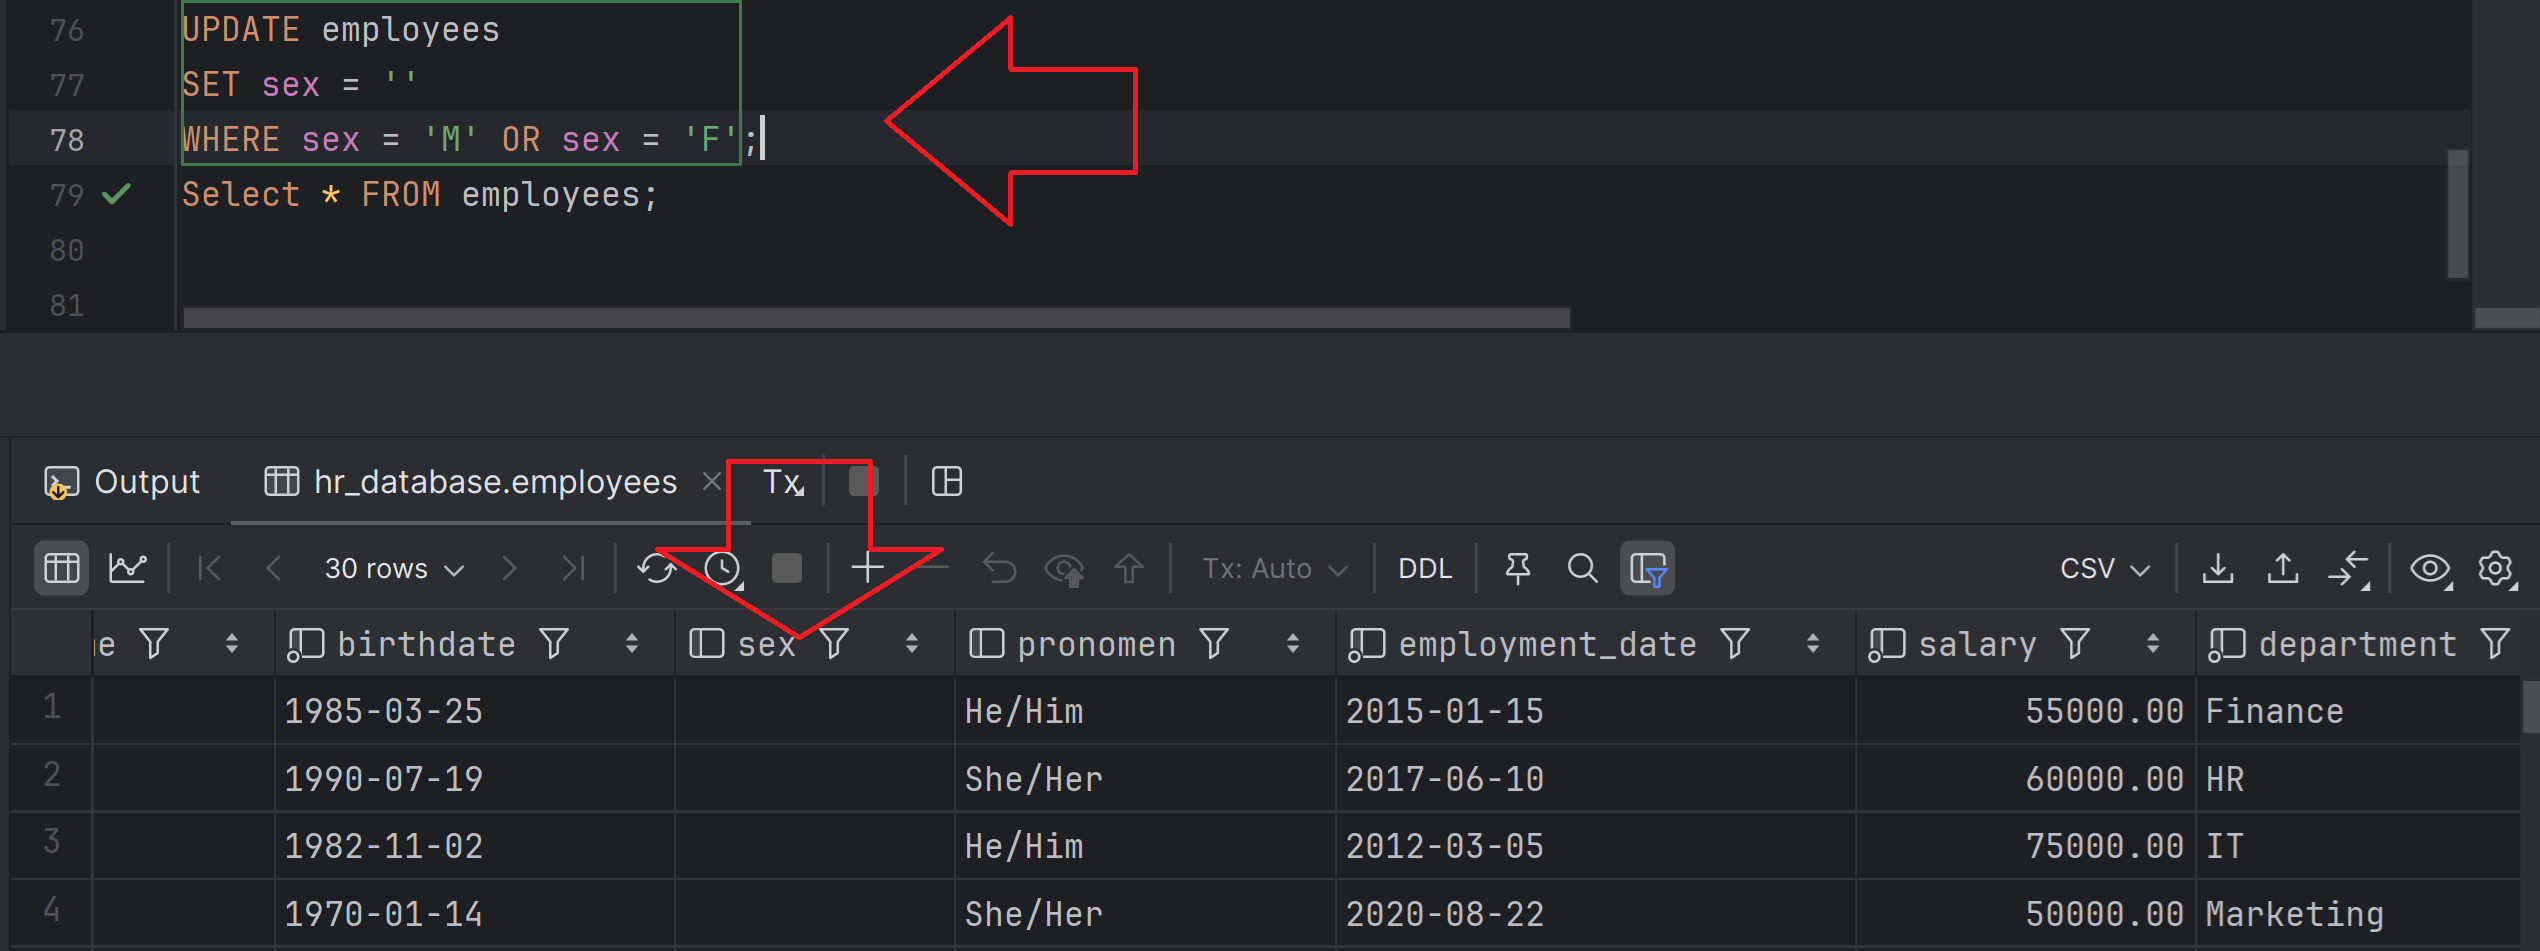 76 UPDATE employees
77 SET sex = ''
78 WHERE sex = 'M' OR sex = 'F';
79 Select * FROM employees;
80
81
Output hr_database.employees Tx
30 rows Tx: Auto DDL CSV
e birthdate sex pronomen employment_date salary department
1 1985-03-25 He/Him 2015-01-15 55000.00 Finance
2 1990-07-19 She/Her 2017-06-10 60000.00 HR
3 1982-11-02 He/Him 2012-03-05 75000.00 IT
4 1970-01-14 She/Her 2020-08-22 50000.00 Marketing